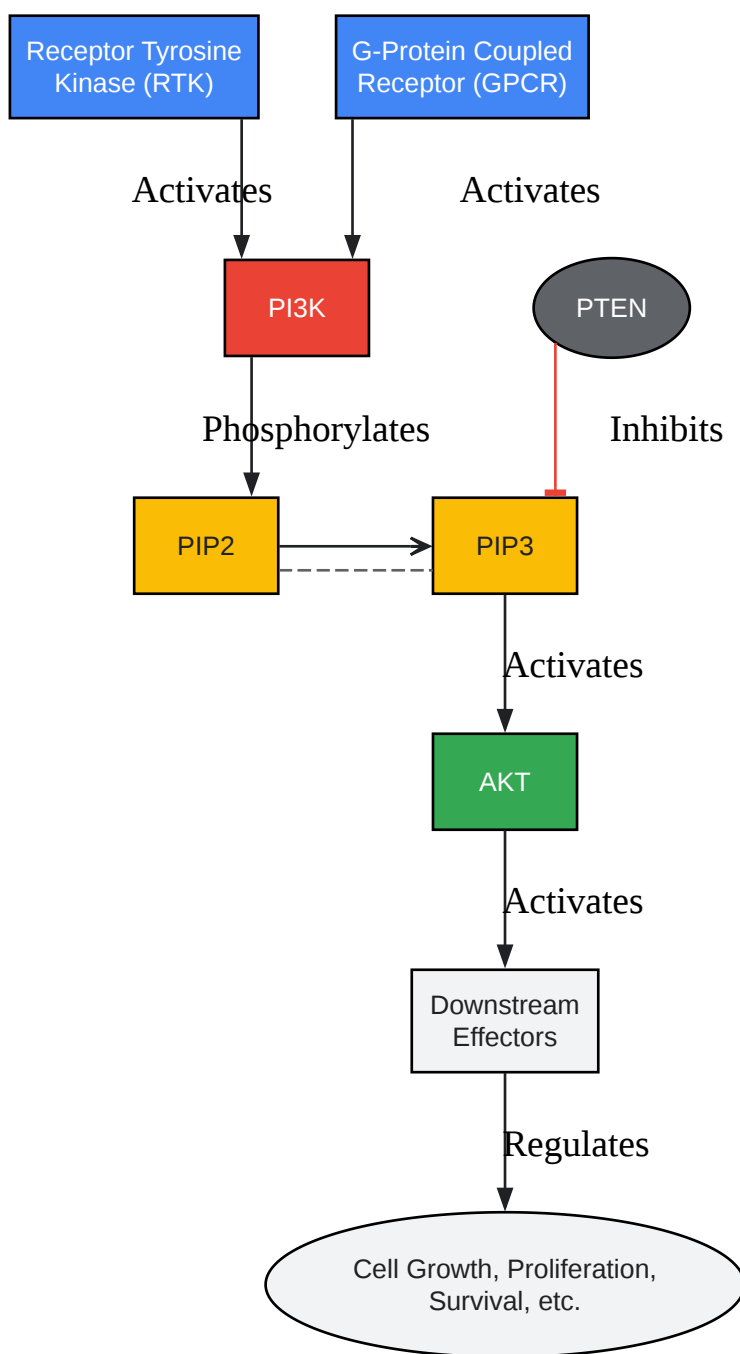 Receptor Tyrosine
Kinase (RTK)
G-Protein Coupled
Receptor (GPCR)
Activates
Activates
PI3K
PTEN
Phosphorylates
Inhibits
PIP2
PIP3
Activates
AKT
Activates
Downstream
Effectors
Regulates
Cell Growth, Proliferation,
Survival, etc.